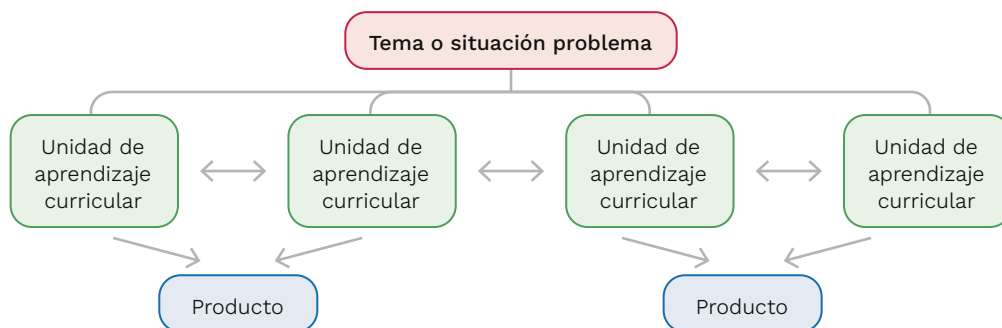 Tema o situación problema
Unidad de
aprendizaje
curricular
Unidad de
aprendizaje
curricular
Unidad de
aprendizaje
curricular
Unidad de
aprendizaje
curricular
Producto
Producto